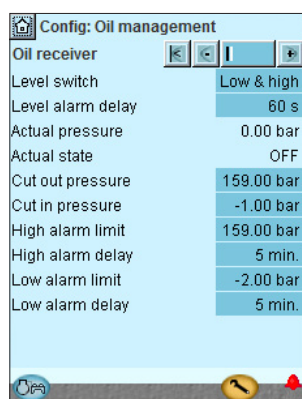 Config: Oil management
Oil receiver
Level switch Low & high
Level alarm delay 60 s
Actual pressure 0.00 bar
Actual state OFF
Cut out pressure 159.00 bar
Cut in pressure -1.00 bar
High alarm limit 159.00 bar
High alarm delay 5 min.
Low alarm limit -2.00 bar
Low alarm delay 5 min.